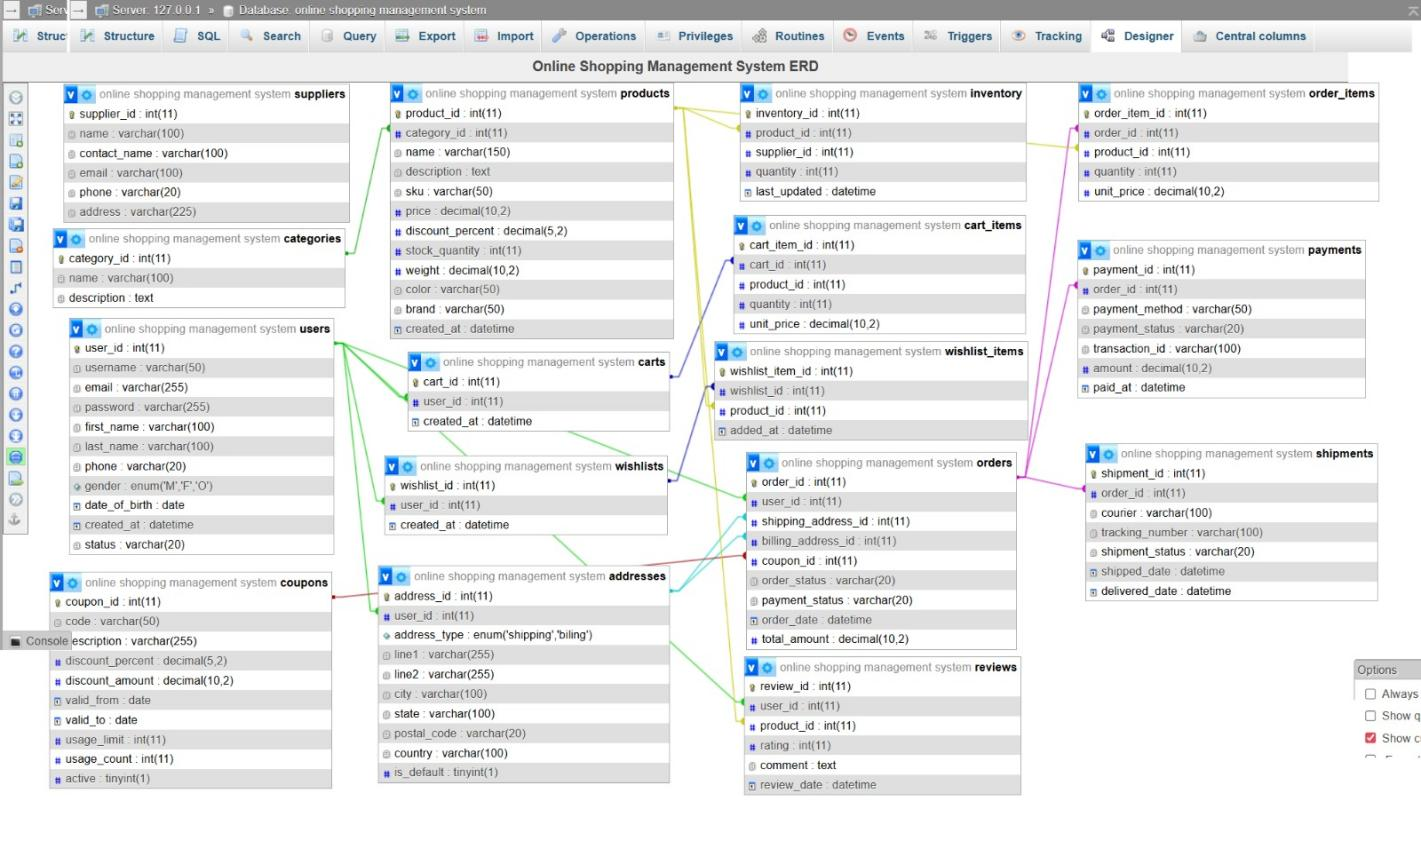 Serv
Server: 127.0.0.1 » Database: online shopping management system
Struc
Structure
SQL
Search
Query
Export
Import
Operations
Privileges
Routines
Events
Triggers
Tracking
Designer
Central columns
Online Shopping Management System ERD
online shopping management system suppliers
supplier_id : int(11)
name : varchar(100)
contact_name : varchar(100)
email : varchar(100)
phone : varchar(20)
address : varchar(225)
online shopping management system categories
category_id : int(11)
name : varchar(100)
description : text
online shopping management system users
user_id : int(11)
username : varchar(50)
email : varchar(255)
password : varchar(255)
first_name : varchar(100)
last_name : varchar(100)
phone : varchar(20)
gender : enum('M','F','O')
date_of_birth : date
created_at : datetime
status : varchar(20)
online shopping management system coupons
coupon_id : int(11)
code : varchar(50)
Console
escription : varchar(255)
discount_percent : decimal(5,2)
discount_amount : decimal(10,2)
valid_from : date
valid_to : date
usage_limit : int(11)
usage_count : int(11)
active : tinyint(1)
online shopping management system products
product_id : int(11)
category_id : int(11)
name : varchar(150)
description : text
sku : varchar(50)
price : decimal(10,2)
discount_percent : decimal(5,2)
stock_quantity : int(11)
weight : decimal(10,2)
color : varchar(50)
brand : varchar(50)
created_at : datetime
online shopping management system carts
cart_id : int(11)
user_id : int(11)
created_at : datetime
online shopping management system wishlists
wishlist_id : int(11)
user_id : int(11)
created_at : datetime
online shopping management system addresses
address_id : int(11)
user_id : int(11)
address_type : enum('shipping','biling')
line1 : varchar(255)
line2 : varchar(255)
city : varchar(100)
state : varchar(100)
postal_code : varchar(20)
country : varchar(100)
is_default : tinyint(1)
online shopping management system inventory
inventory_id : int(11)
product_id : int(11)
supplier_id : int(11)
quantity : int(11)
last_updated : datetime
online shopping management system cart_items
cart_item_id : int(11)
cart_id : int(11)
product_id : int(11)
quantity : int(11)
unit_price : decimal(10,2)
online shopping management system wishlist_items
wishlist_item_id : int(11)
wishlist_id : int(11)
product_id : int(11)
added_at : datetime
online shopping management system orders
order_id : int(11)
user_id : int(11)
shipping_address_id : int(11)
billing_address_id : int(11)
coupon_id : int(11)
order_status : varchar(20)
payment_status : varchar(20)
order_date : datetime
total_amount : decimal(10,2)
online shopping management system reviews
review_id : int(11)
user_id : int(11)
product_id : int(11)
rating : int(11)
comment : text
review_date : datetime
online shopping management system order_items
order_item_id : int(11)
order_id : int(11)
product_id : int(11)
quantity : int(11)
unit_price : decimal(10,2)
online shopping management system payments
payment_id : int(11)
order_id : int(11)
payment_method : varchar(50)
payment_status : varchar(20)
transaction_id : varchar(100)
amount : decimal(10,2)
paid_at : datetime
online shopping management system shipments
shipment_id : int(11)
order_id : int(11)
courier : varchar(100)
tracking_number : varchar(100)
shipment_status : varchar(20)
shipped_date : datetime
delivered_date : datetime
Options
Always
Show q
Show c